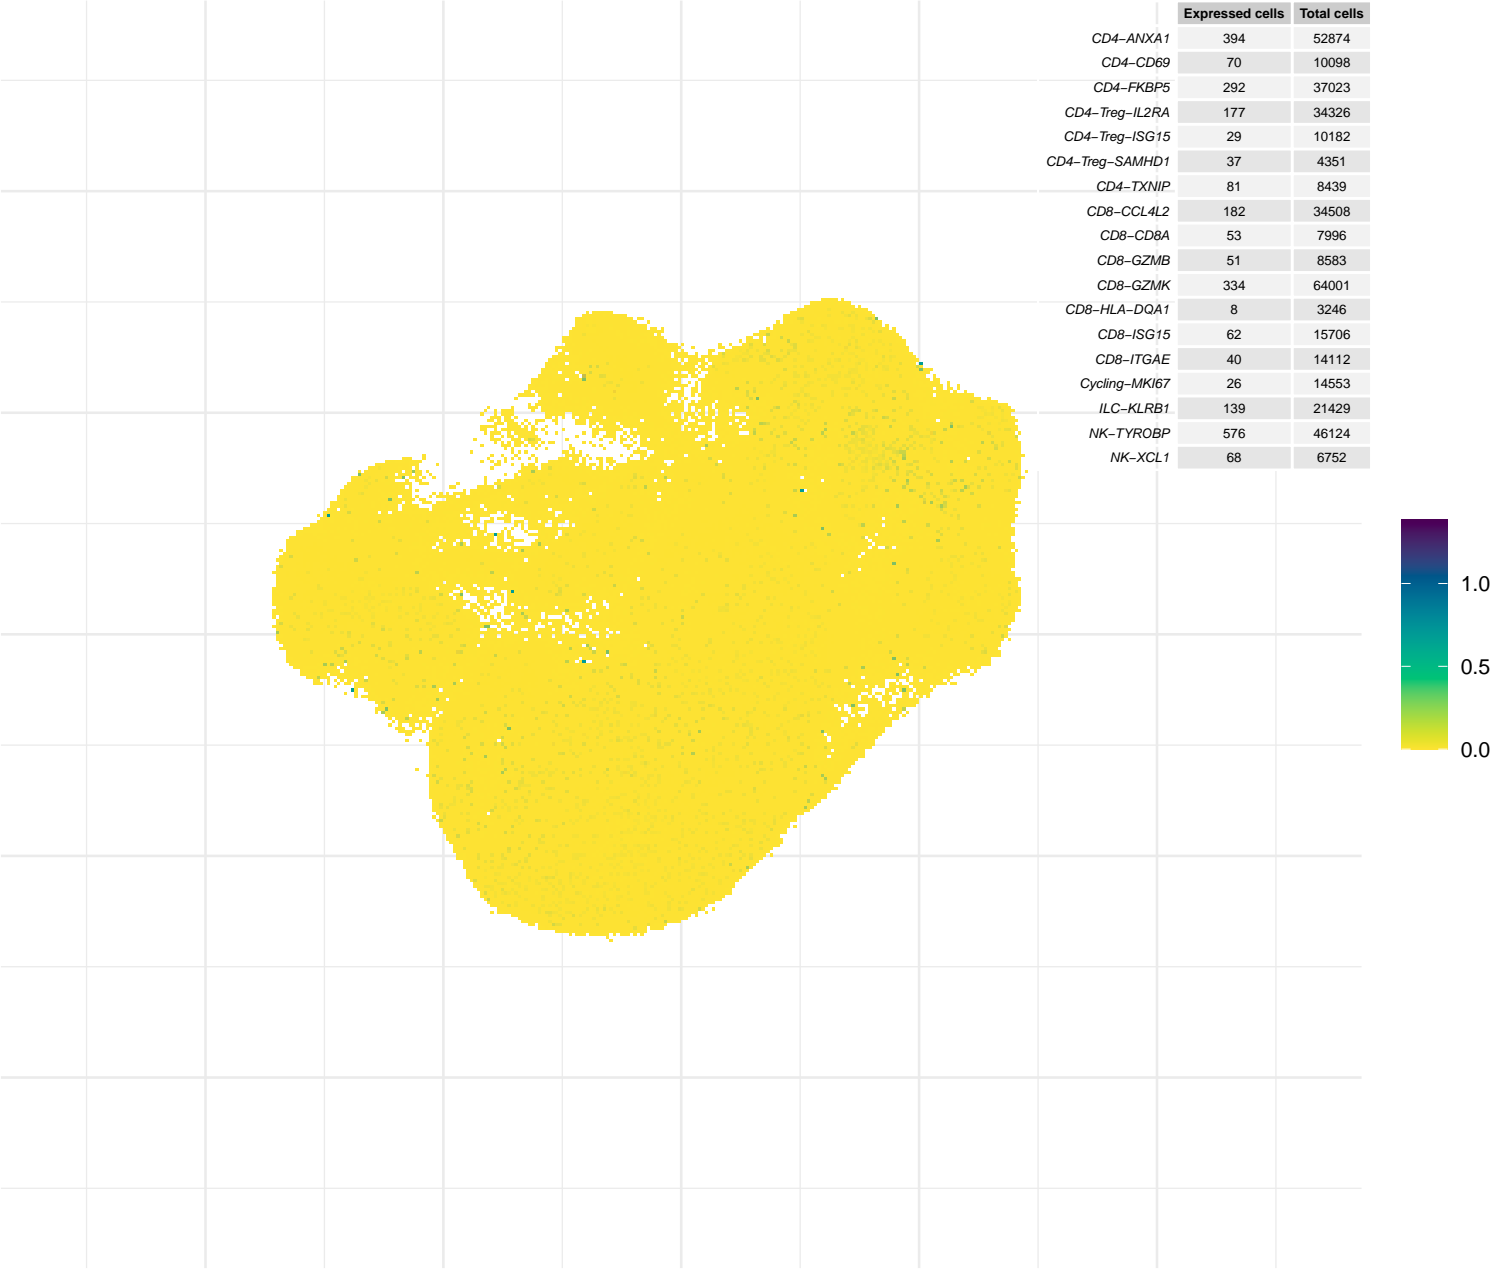 Expressed cells Total cells
CD4−ANXA1 394 52874
CD4−CD69 70 10098
CD4−FKBP5 292 37023
CD4−Treg−IL2RA 177 34326
CD4−Treg−ISG15 29 10182
CD4−Treg−SAMHD1 37 4351
CD4−TXNIP 81 8439
CD8−CCL4L2 182 34508
CD8−CD8A 53 7996
CD8−GZMB 51 8583
CD8−GZMK 334 64001
CD8−HLA−DQA1 8 3246
CD8−ISG15 62 15706
CD8−ITGAE 40 14112
Cycling−MKI67 26 14553
ILC−KLRB1 139 21429
NK−TYROBP 576 46124
NK−XCL1 68 6752
1.0
0.5
0.0